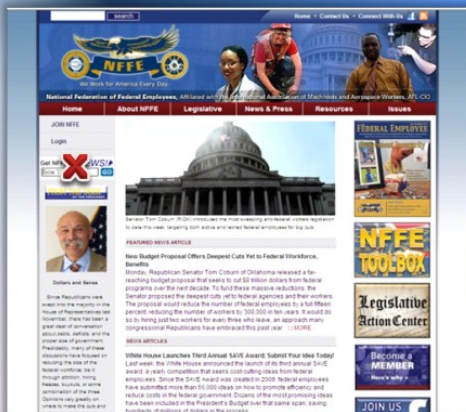 search
Home • Contact Us • Connect With Us
NFFE
We Work for America Every Day.
National Federation of Federal Employees, Affiliated with the International Association of Machinists and Aerospace Workers, AFL-CIO
Home About NFFE Legislative News & Press Resources Issues
JOIN NFFE
Login
Get NF
WS!
GO
Dollars and Sense
Since Republicans were
swept into the majority in the
House of Representatives last
November, there has been a
great deal of conversation
about debts, deficits, and the
proper size of government.
Predictably, many of these
discussions have focused on
reducing the size of the
federal workforce, be it
through attrition, hiring
freezes, buyouts, or some
combination of the three.
Opinions vary greatly on
where to make the cuts and
Senator Tom Coburn (R-OK) introduced the most sweeping anti-federal workers legislation
to date this week, targeting both active and retired federal employees for big cuts.
FEATURED NEWS ARTICLE
New Budget Proposal Offers Deepest Cuts Yet to Federal Workforce,
Benefits
Monday, Republican Senator Tom Coburn of Oklahoma released a far-
reaching budget proposal that seeks to cut $9 trillion dollars from federal
programs over the next decade. To fund these massive reductions, the
Senator proposed the deepest cuts yet to federal agencies and their workers.
The proposal would reduce the number of federal employees by a full fifteen
percent, reducing the number of workers by 300,000 in ten years. It would do
so by hiring just two workers for every three who leave, an approach many
congressional Republicans have embraced this past year. : : MORE
NEWS ARTICLES
White House Launches Third Annual SAVE Award; Submit Your Idea Today!
Last week, the White House announced the launch of its third annual SAVE
award, a yearly competition that seeks cost-cutting ideas from federal
employees. Since the SAVE Award was created in 2009, federal employees
have submitted more than 56,000 ideas on how to promote efficiency and
reduce costs in the federal government. Dozens of the most promising ideas
have been included in the President's Budget over that same span, saving
hundreds of millions of dollars in the process.
FEDERAL EMPLOYEE
NFFE
TOOLBOX
Legislative
Action Center
Become a
MEMBER
Here's why »
JOIN US